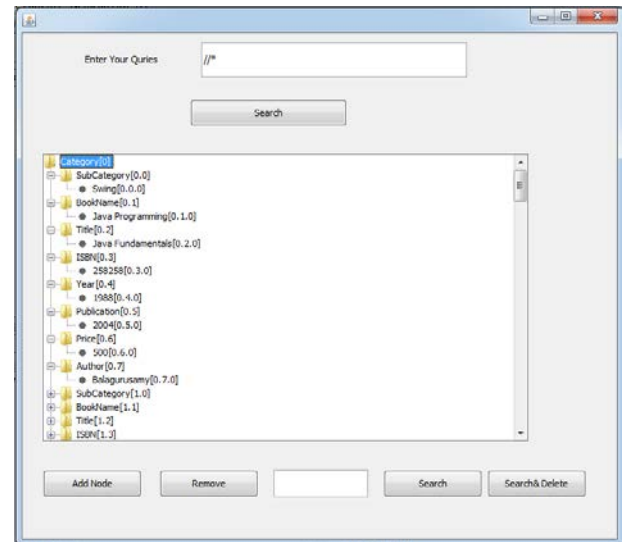 Enter Your Quries //*
Search
Category[0]
SubCategory[0.0]
Swing[0.0.0]
BookName[0.1]
Java Programming[0.1.0]
Title[0.2]
Java Fundamentals[0.2.0]
ISBN[0.3]
258258[0.3.0]
Year[0.4]
1988[0.4.0]
Publication[0.5]
2004[0.5.0]
Price[0.6]
500[0.6.0]
Author[0.7]
Balagurusamy[0.7.0]
SubCategory[1.0]
BookName[1.1]
Title[1.2]
ISBN[1.3]
Add Node Remove Search Search& Delete